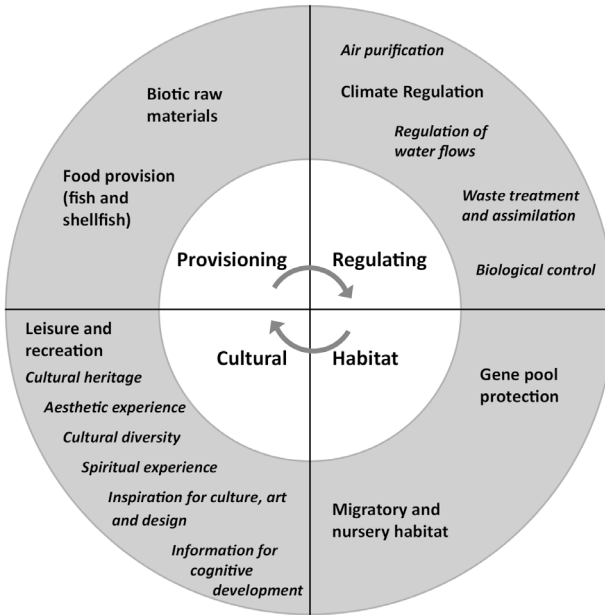 Air purification
Climate Regulation
Regulation of
water flows
Waste treatment
and assimilation
Biological control
Biotic raw
materials
Food provision
(fish and
shellfish)
Provisioning
Regulating
Cultural
Habitat
Leisure and
recreation
Cultural heritage
Aesthetic experience
Cultural diversity
Spiritual experience
Inspiration for culture, art
and design
Information for
cognitive
development
Gene pool
protection
Migratory and
nursery habitat